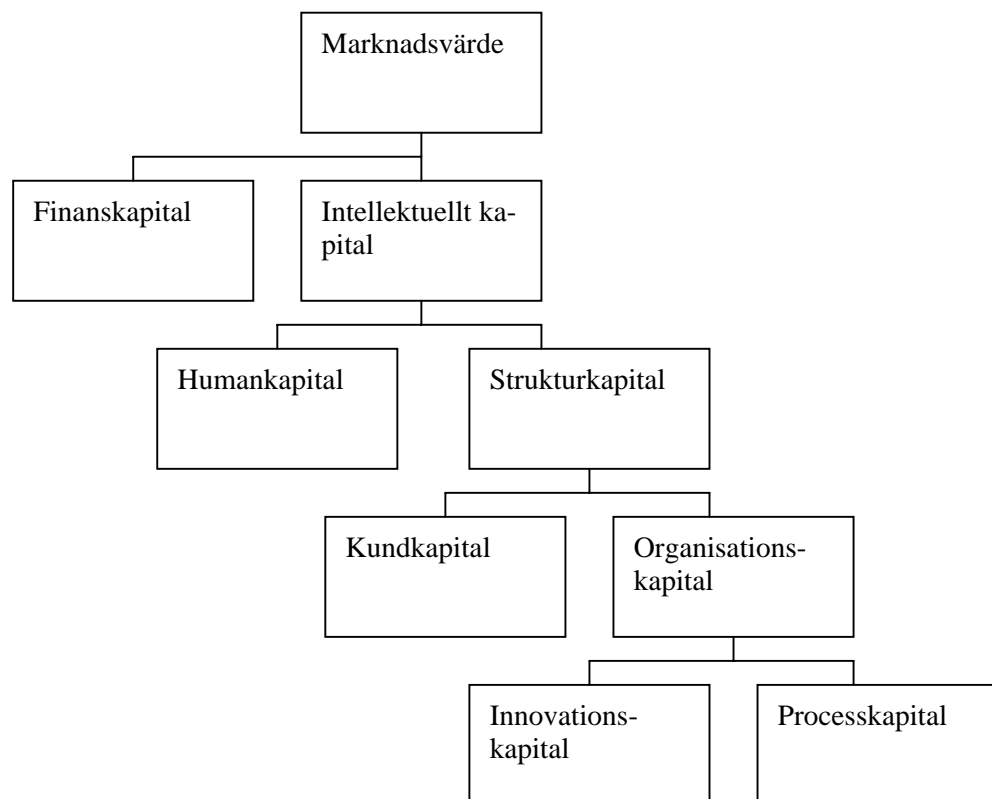 Marknadsvärde
Finanskapital
Intellektuellt ka-
pital
Humankapital
Strukturkapital
Kundkapital
Organisations-
kapital
Innovations-
kapital
Processkapital